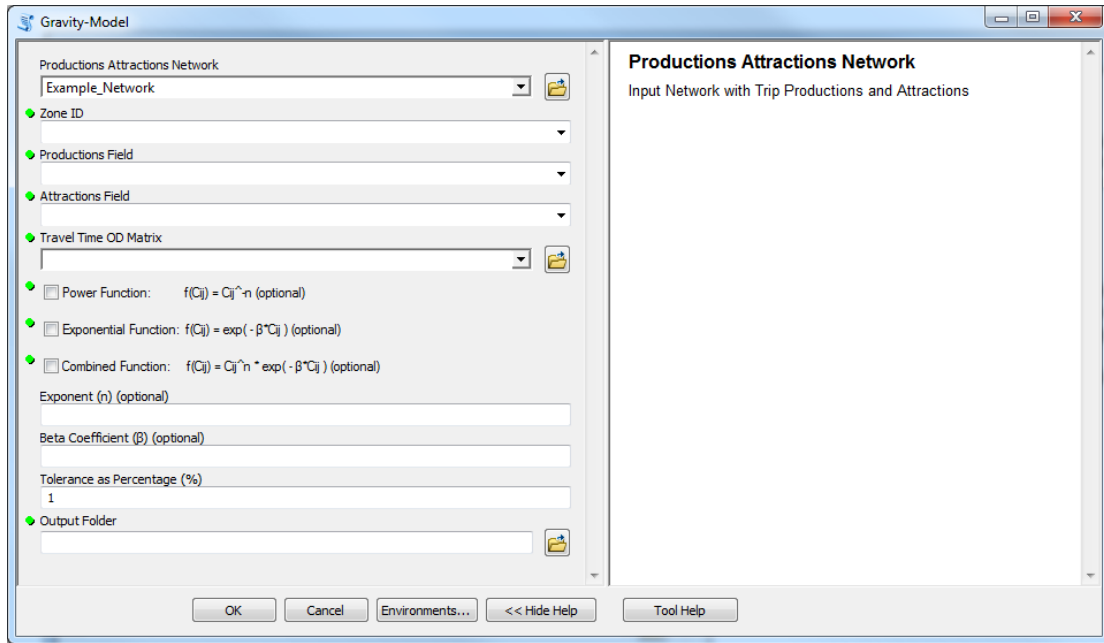 Gravity-Model
Productions Attractions Network
Example_Network
Zone ID
Productions Field
Attractions Field
Travel Time OD Matrix
Power Function: f(Cij) = Cij^-n (optional)
Exponential Function: f(Cij) = exp( - β*Cij ) (optional)
Combined Function: f(Cij) = Cij^n * exp( - β*Cij ) (optional)
Exponent (n) (optional)
Beta Coefficient (β) (optional)
Tolerance as Percentage (%)
1
Output Folder
OK Cancel Environments... << Hide Help Tool Help
Productions Attractions Network
Input Network with Trip Productions and Attractions